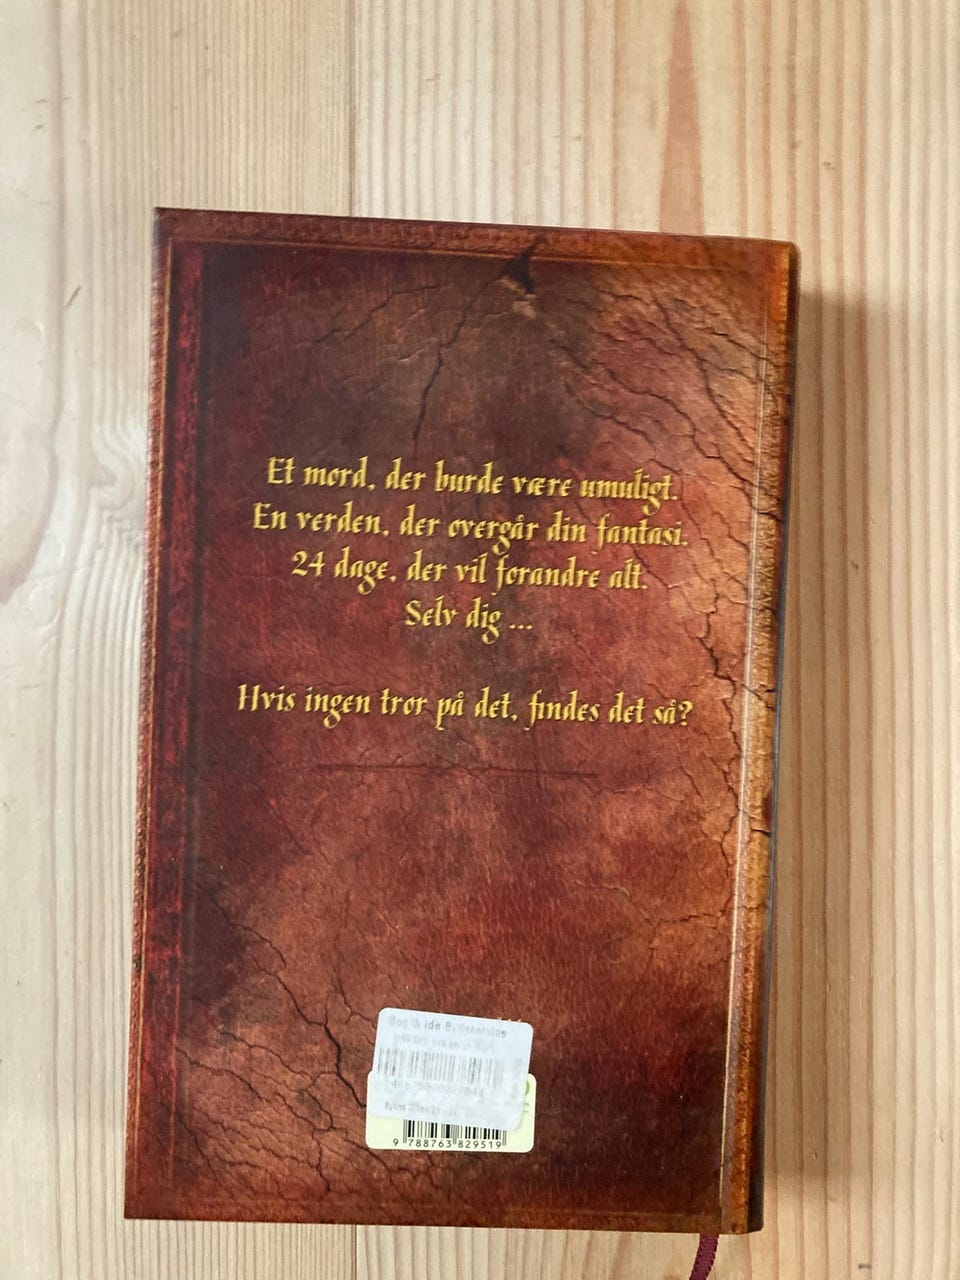 Et mord, der burde være umuligt.
En verden, der overgår din fantasi.
24 dage, der vil forandre alt.
Selv dig ...
Hvis ingen tror på det, findes det så?
9 788763 829519